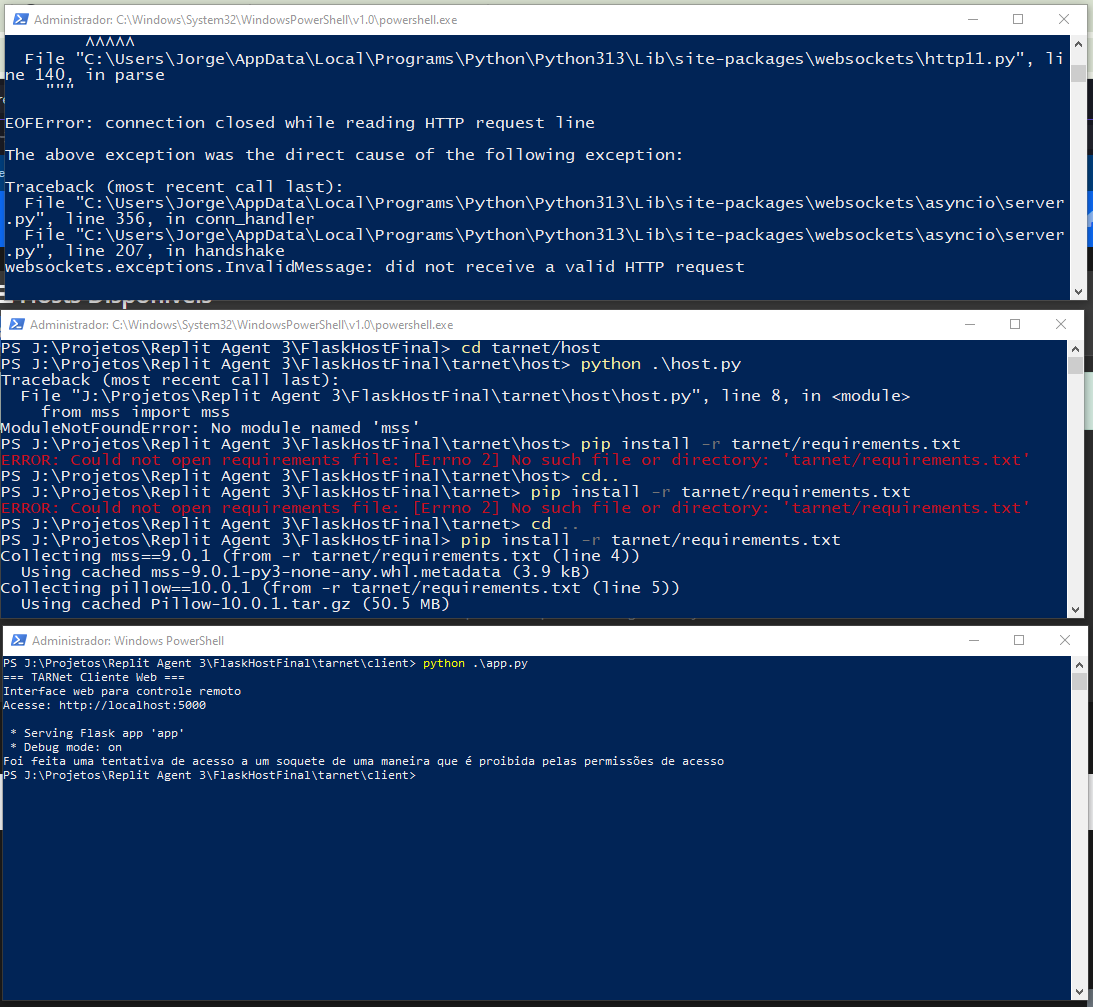 Administrador: C:\Windows\System32\WindowsPowerShell\v1.0\powershell.exe
^^^^^
File "C:\Users\Jorge\AppData\Local\Programs\Python\Python313\Lib\site-packages\websockets\http11.py", li
ne 140, in parse
"""
EOFError: connection closed while reading HTTP request line
The above exception was the direct cause of the following exception:
Traceback (most recent call last):
File "C:\Users\Jorge\AppData\Local\Programs\Python\Python313\Lib\site-packages\websockets\asyncio\server
.py", line 356, in conn_handler
File "C:\Users\Jorge\AppData\Local\Programs\Python\Python313\Lib\site-packages\websockets\asyncio\server
.py", line 207, in handshake
websockets.exceptions.InvalidMessage: did not receive a valid HTTP request
Hosts Disponíveis
Administrador: C:\Windows\System32\WindowsPowerShell\v1.0\powershell.exe
PS J:\Projetos\Replit Agent 3\FlaskHostFinal> cd tarnet/host
PS J:\Projetos\Replit Agent 3\FlaskHostFinal\tarnet\host> python .\host.py
Traceback (most recent call last):
File "J:\Projetos\Replit Agent 3\FlaskHostFinal\tarnet\host\host.py", line 8, in <module>
from mss import mss
ModuleNotFoundError: No module named 'mss'
PS J:\Projetos\Replit Agent 3\FlaskHostFinal\tarnet\host> pip install -r tarnet/requirements.txt
ERROR: Could not open requirements file: [Errno 2] No such file or directory: 'tarnet/requirements.txt'
PS J:\Projetos\Replit Agent 3\FlaskHostFinal\tarnet\host> cd..
PS J:\Projetos\Replit Agent 3\FlaskHostFinal\tarnet> pip install -r tarnet/requirements.txt
ERROR: Could not open requirements file: [Errno 2] No such file or directory: 'tarnet/requirements.txt'
PS J:\Projetos\Replit Agent 3\FlaskHostFinal\tarnet> cd ..
PS J:\Projetos\Replit Agent 3\FlaskHostFinal> pip install -r tarnet/requirements.txt
Collecting mss==9.0.1 (from -r tarnet/requirements.txt (line 4))
Using cached mss-9.0.1-py3-none-any.whl.metadata (3.9 kB)
Collecting pillow==10.0.1 (from -r tarnet/requirements.txt (line 5))
Using cached Pillow-10.0.1.tar.gz (50.5 MB)
Administrador: Windows PowerShell
PS J:\Projetos\Replit Agent 3\FlaskHostFinal\tarnet\client> python .\app.py
=== TARNet Cliente Web ===
Interface web para controle remoto
Acesse: http://localhost:5000
* Serving Flask app 'app'
* Debug mode: on
Foi feita uma tentativa de acesso a um soquete de uma maneira que é proibida pelas permissões de acesso
PS J:\Projetos\Replit Agent 3\FlaskHostFinal\tarnet\client>